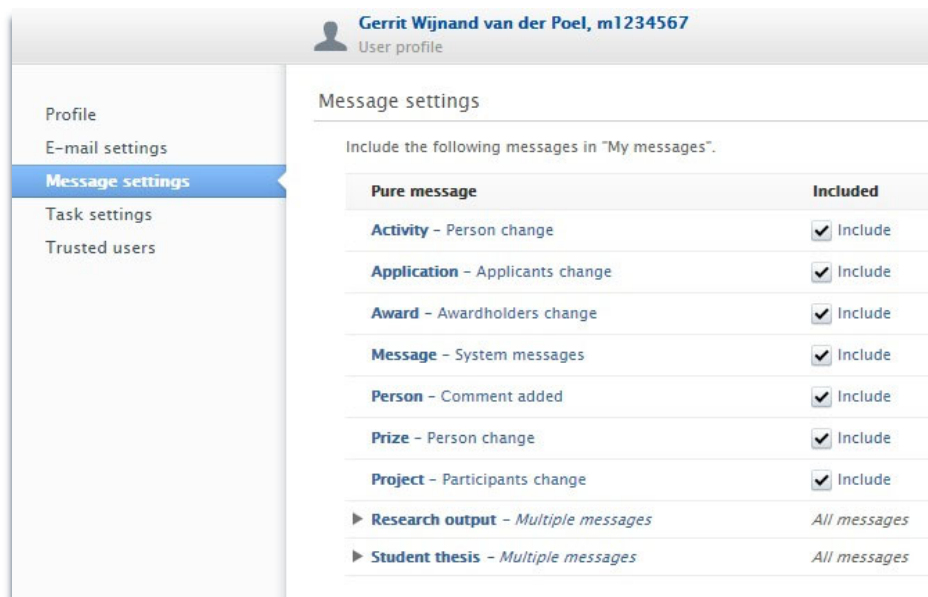 Gerrit Wijnand van der Poel, m1234567
User profile
Profile
E-mail settings
Message settings
Task settings
Trusted users
Message settings
Include the following messages in "My messages".
Pure message Included
Activity – Person change Include
Application – Applicants change Include
Award – Awardholders change Include
Message – System messages Include
Person – Comment added Include
Prize – Person change Include
Project – Participants change Include
Research output – Multiple messages All messages
Student thesis – Multiple messages All messages